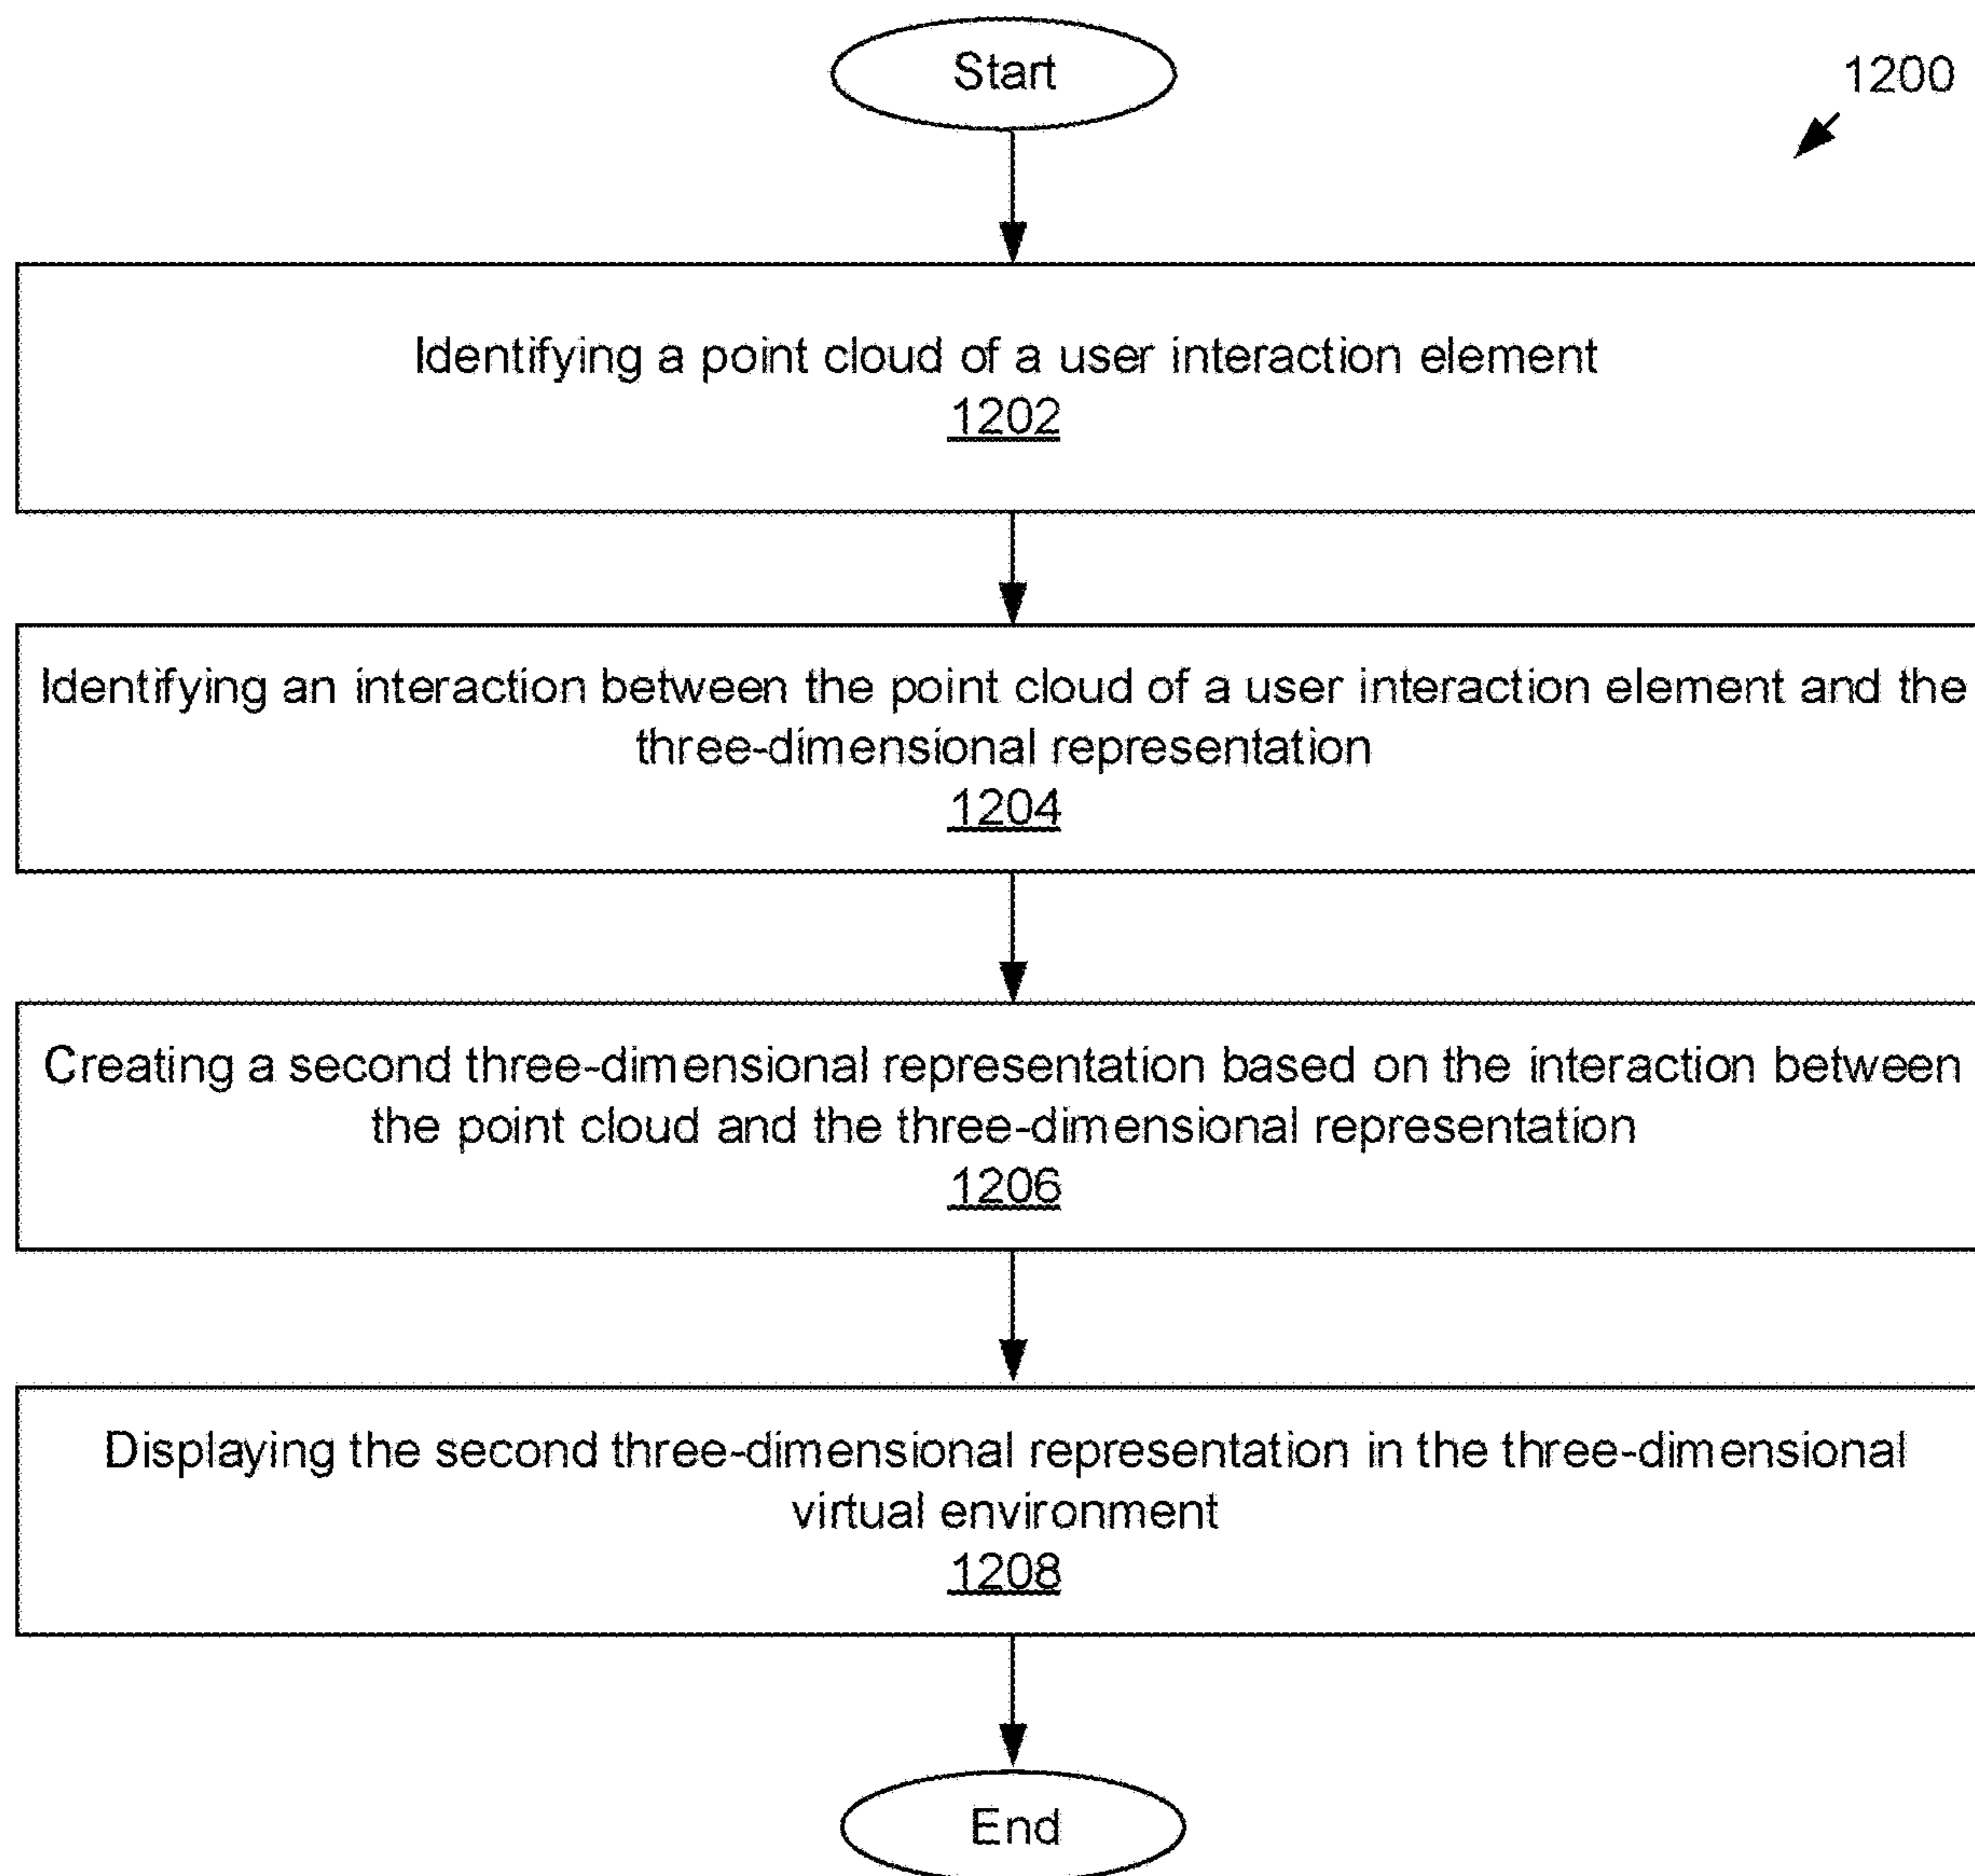 Start
1200
Identifying a point cloud of a user interaction element
1202
Identifying an interaction between the point cloud of a user interaction element and the
three-dimensional representation
1204
Creating a second three-dimensional representation based on the interaction between
the point cloud and the three-dimensional representation
1206
Displaying the second three-dimensional representation in the three-dimensional
virtual environment
1208
End